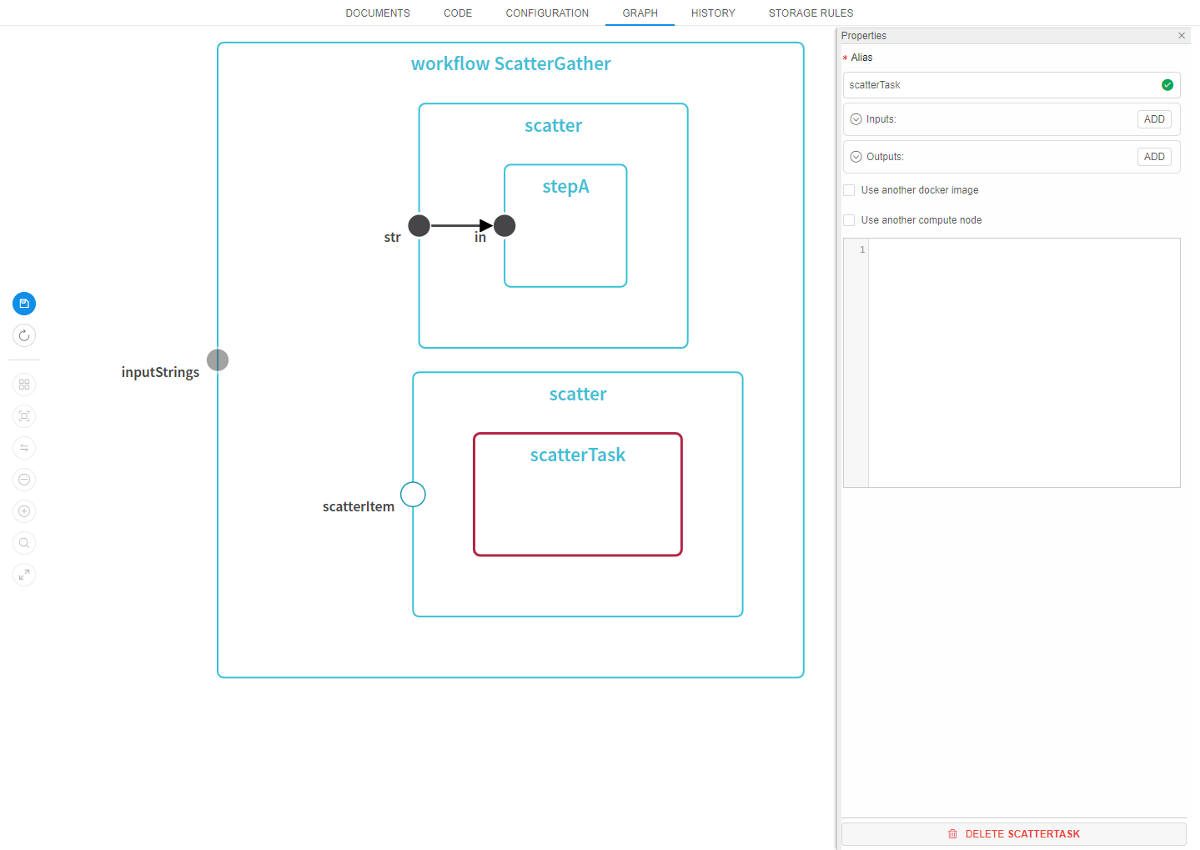 DOCUMENTS CODE CONFIGURATION GRAPH HISTORY STORAGE RULES
workflow ScatterGather
scatter
stepA
str
in
inputStrings
scatter
scatterTask
scatterItem
Properties
* Alias
scatterTask
Inputs: ADD
Outputs: ADD
Use another docker image
Use another compute node
1
DELETE SCATTERTASK